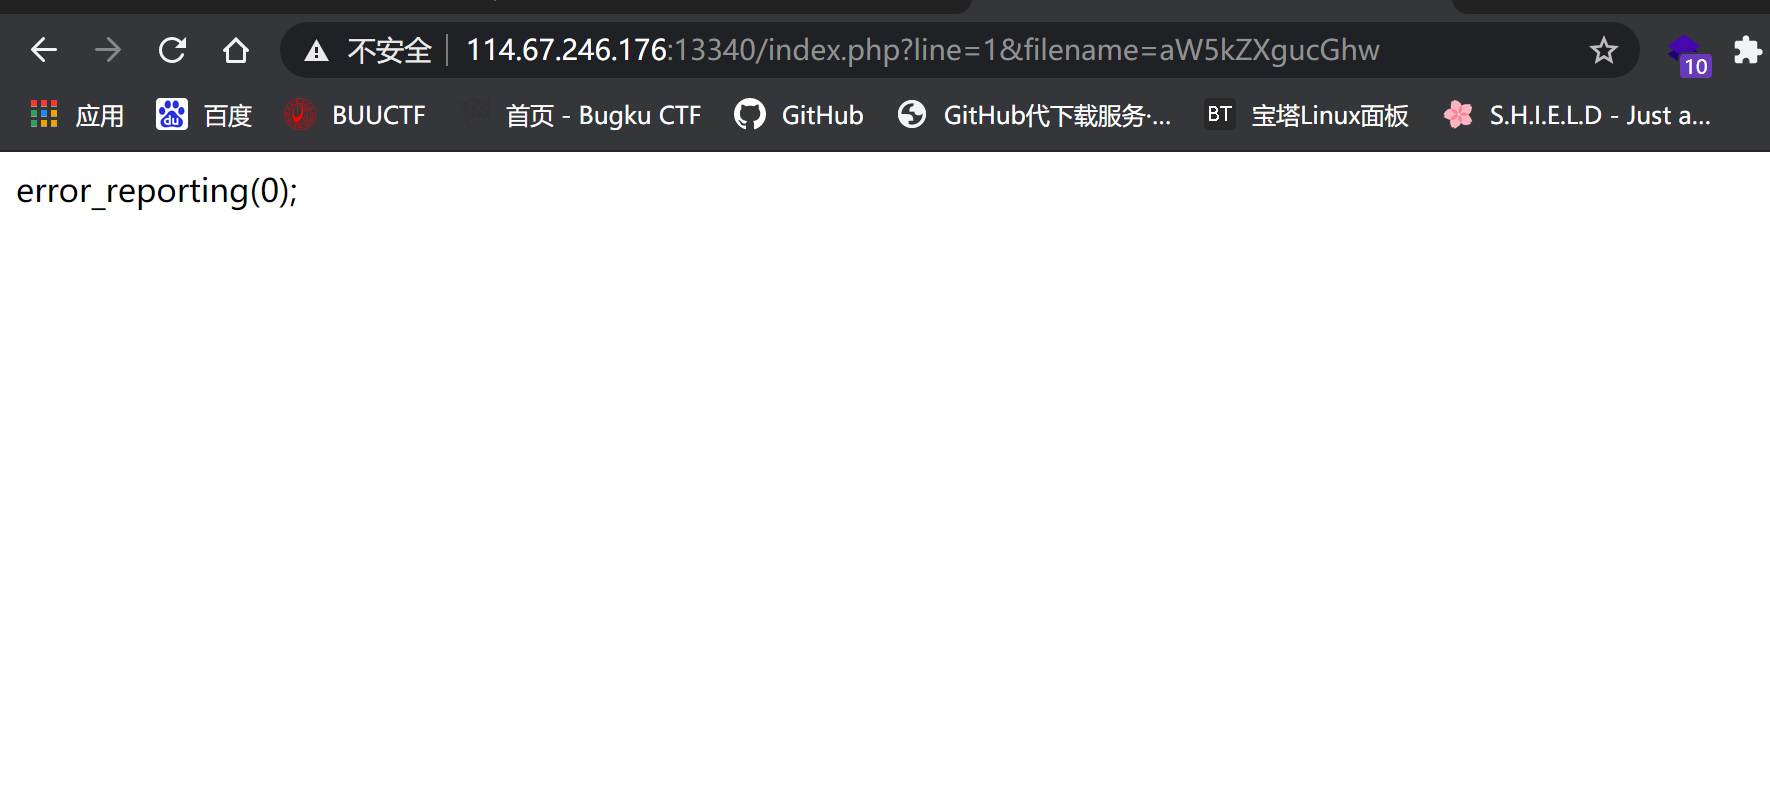 不安全 114.67.246.176:13340/index.php?line=1&filename=aW5kZXgucGhw 10
应用 百度 BUUCTF 首页 - Bugku CTF GitHub GitHub代下载服务·... BT 宝塔Linux面板 S.H.I.E.L.D - Just a...
error_reporting(0);